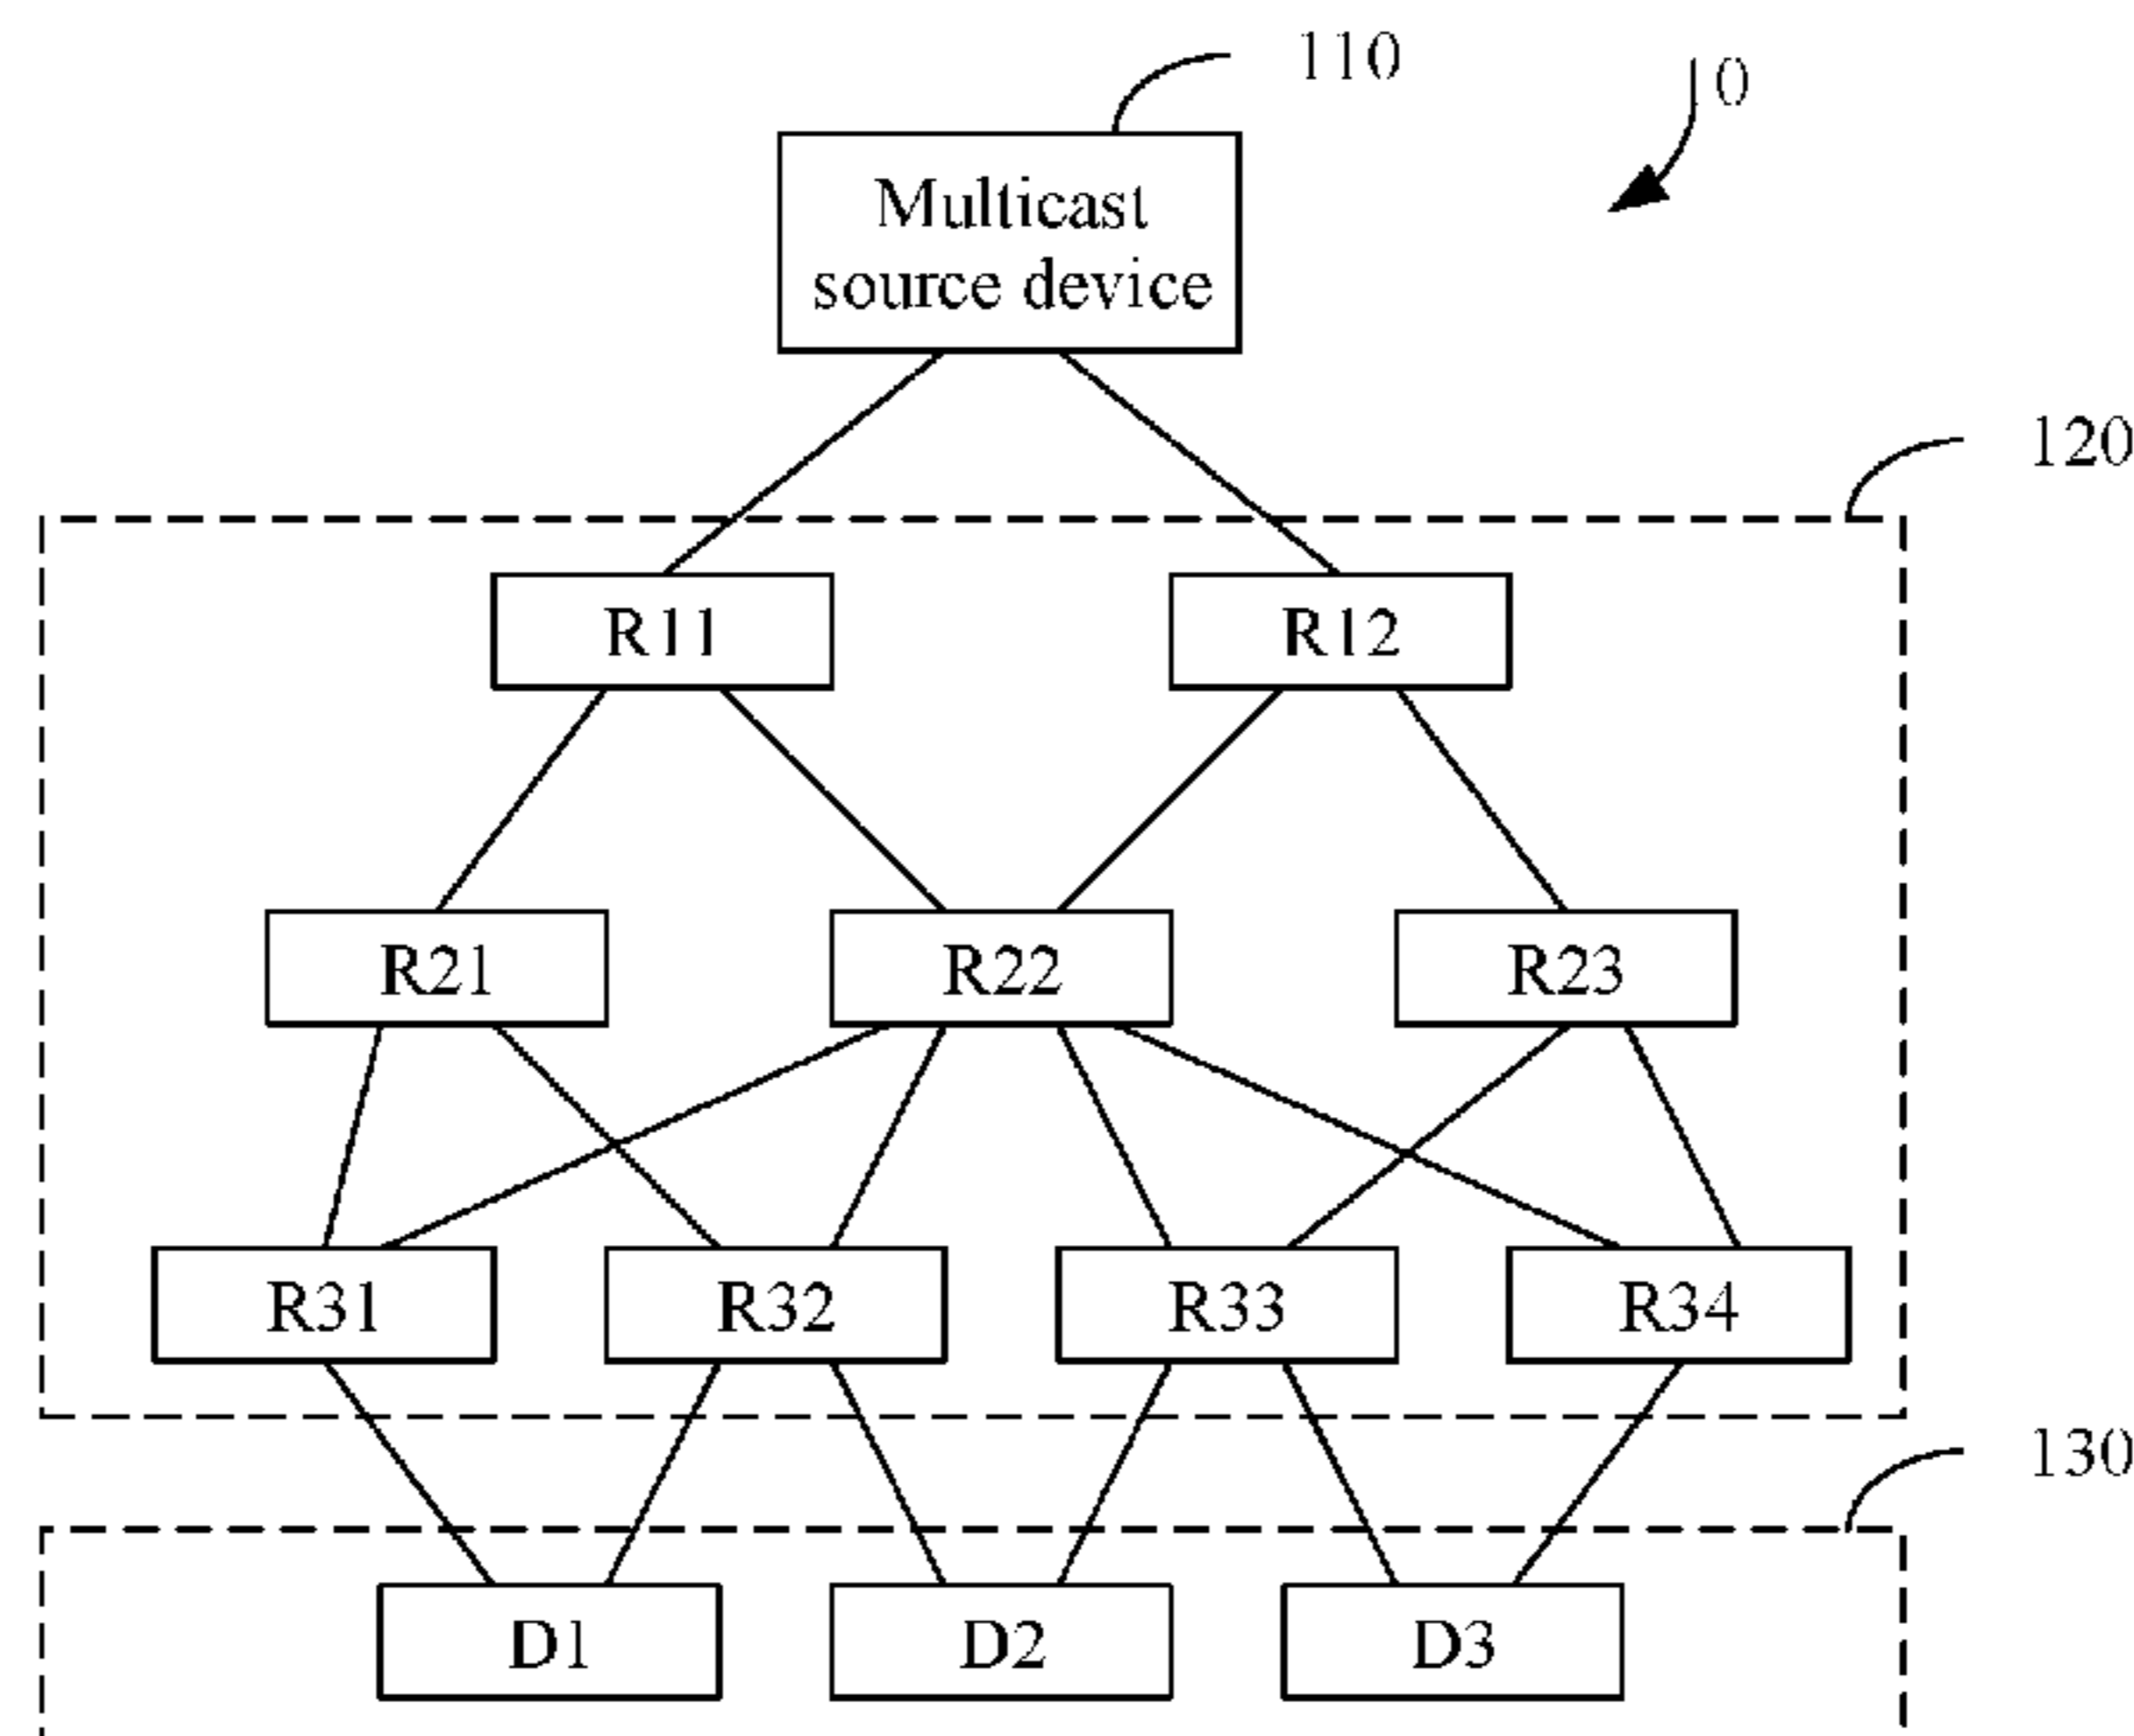 110
10
Multicast
source device
120
R11
R12
R21
R22
R23
R31
R32
R33
R34
130
D1
D2
D3